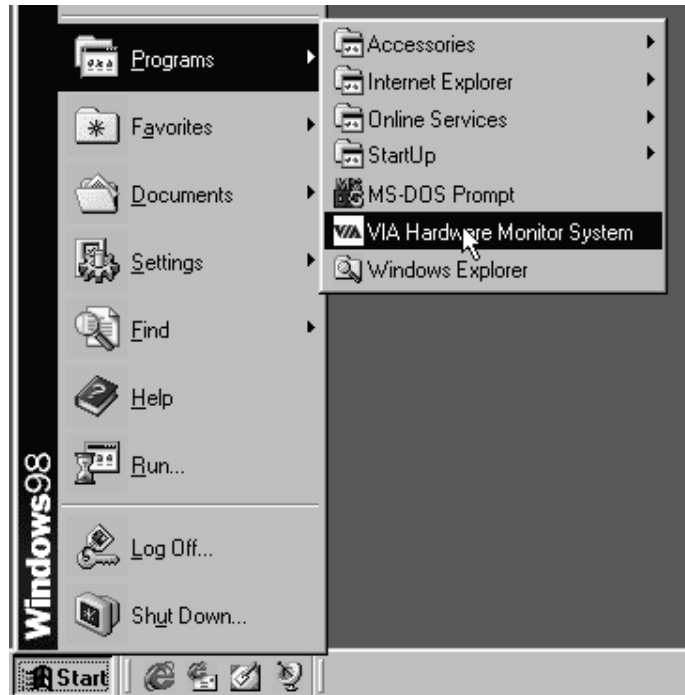 Programs
Favorites
Documents
Settings
Find
Help
Run...
Log Off...
Shut Down...
Windows98
Accessories
Internet Explorer
Online Services
StartUp
MS-DOS Prompt
VIA VIA Hardware Monitor System
Windows Explorer
Start